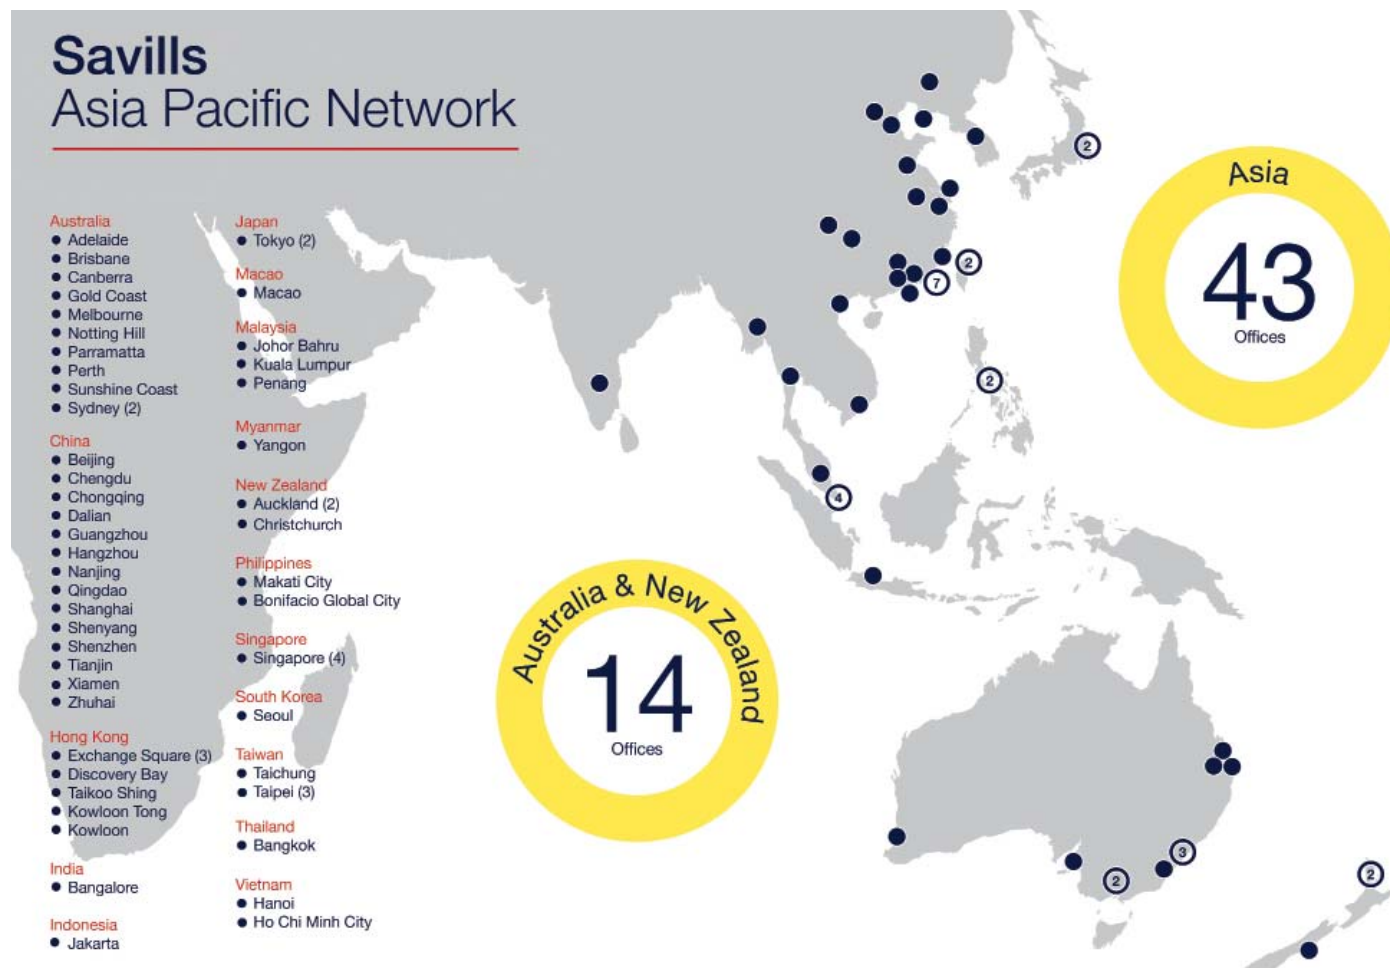 Savills
Asia Pacific Network
Australia
Adelaide
Brisbane
Canberra
Gold Coast
Melbourne
Notting Hill
Parramatta
Perth
Sunshine Coast
Sydney (2)
China
Beijing
Chengdu
Chongqing
Dalian
Guangzhou
Hangzhou
Nanjing
Qingdao
Shanghai
Shenyang
Shenzhen
Tianjin
Xiamen
Zhuhai
Hong Kong
Exchange Square (3)
Discovery Bay
Taikoo Shing
Kowloon Tong
Kowloon
India
Bangalore
Indonesia
Jakarta
Japan
Tokyo (2)
Macao
Macao
Malaysia
Johor Bahru
Kuala Lumpur
Penang
Myanmar
Yangon
New Zealand
Auckland (2)
Christchurch
Philippines
Makati City
Bonifacio Global City
Singapore
Singapore (4)
South Korea
Seoul
Taiwan
Taichung
Taipei (3)
Thailand
Bangkok
Vietnam
Hanoi
Ho Chi Minh City
2
2
7
2
4
Asia
43
Offices
Australia & New Zealand
14
Offices
3
2
2